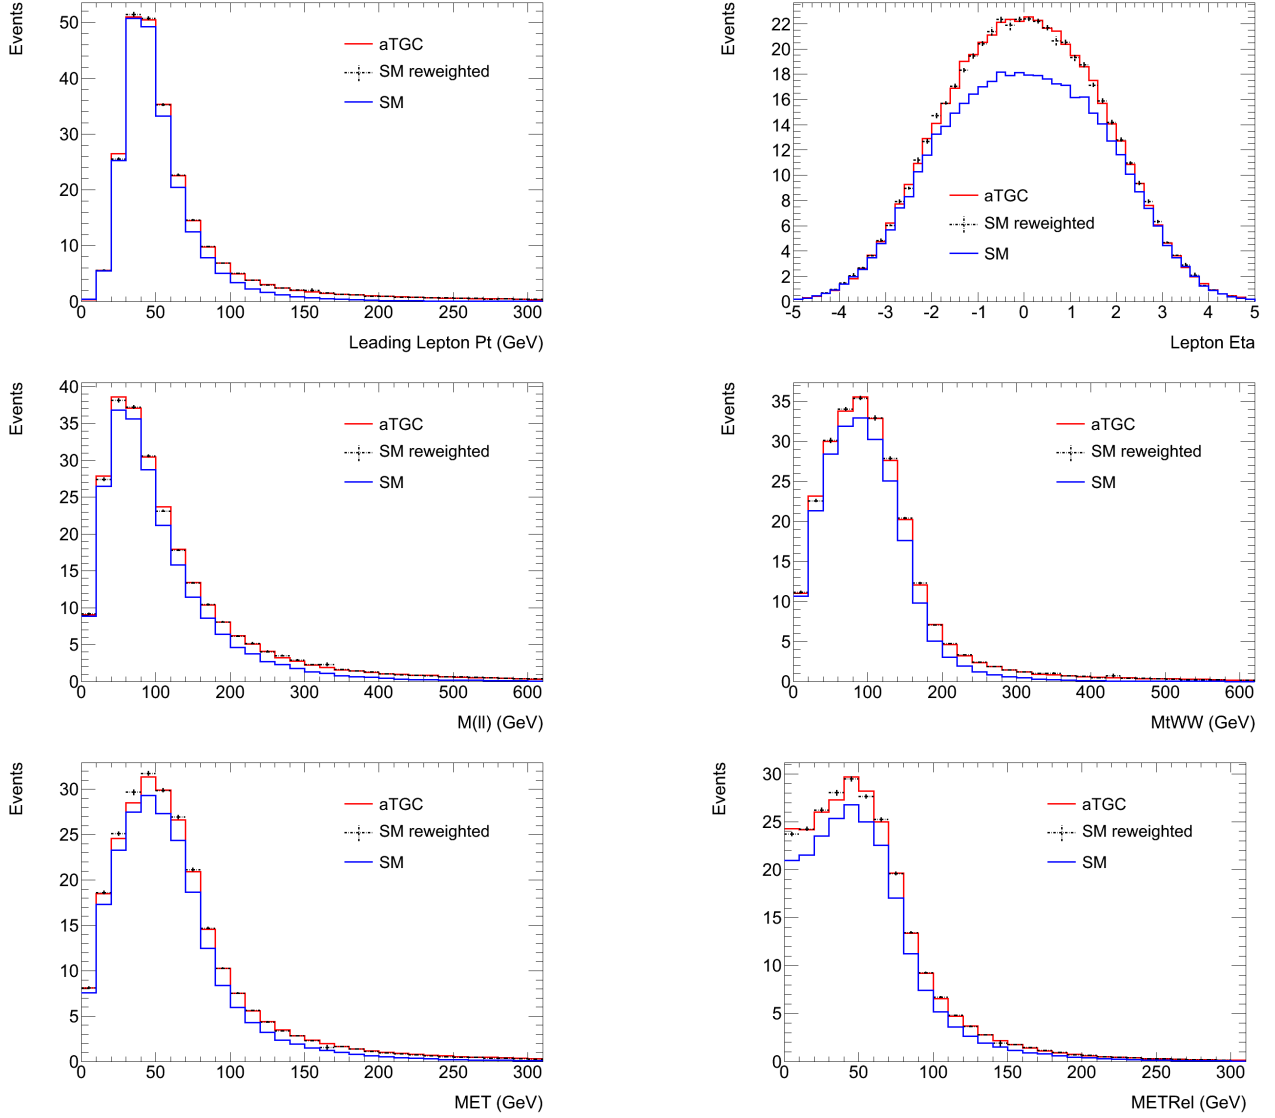 Events
50
40
30
20
10
0
aTGC
SM reweighted
SM
0 50 100 150 200 250 300
Leading Lepton Pt (GeV)
Events
22
20
18
16
14
12
10
8
6
4
2
0
aTGC
SM reweighted
SM
-5 -4 -3 -2 -1 0 1 2 3 4 5
Lepton Eta
Events
40
35
30
25
20
15
10
5
0
aTGC
SM reweighted
SM
0 100 200 300 400 500 600
M(ll) (GeV)
Events
35
30
25
20
15
10
5
0
aTGC
SM reweighted
SM
0 100 200 300 400 500 600
MtWW (GeV)
Events
30
25
20
15
10
5
0
aTGC
SM reweighted
SM
0 50 100 150 200 250 300
MET (GeV)
Events
30
25
20
15
10
5
0
aTGC
SM reweighted
SM
0 50 100 150 200 250 300
METRel (GeV)